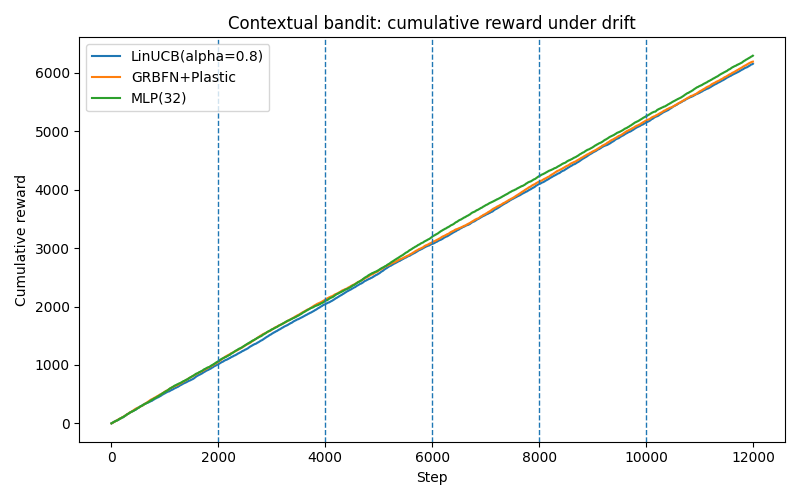 Contextual bandit: cumulative reward under drift
LinUCB(alpha=0.8)
GRBFN+Plastic
MLP(32)
Cumulative reward
6000
5000
4000
3000
2000
1000
0
0 2000 4000 6000 8000 10000 12000
Step